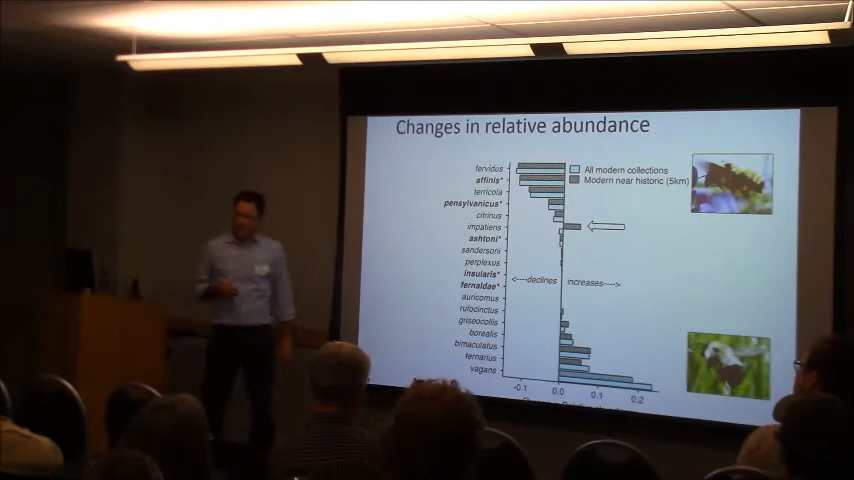 Changes in relative abundance
fervidus
affinis*
terricola
pensylvanicus*
citrinus
impatiens
ashtoni*
sandersoni
perplexus
insularis*
fernaldae*
auricomus
rufocinctus
griseocollis
borealis
bimaculatus
ternarius
vagans
All modern collections
Modern near historic (5km)
<----declines increases---->
-0.1 0.0 0.1 0.2